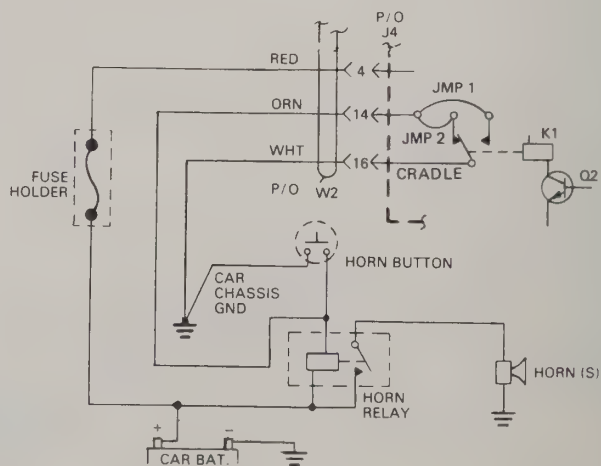 P/O
J4
RED
4
JMP 1
ORN
14
JMP 2
K1
WHT
16
CRADLE
Q2
P/O W2
FUSE
HOLDER
HORN BUTTON
CAR
CHASSIS
GND
HORN (S)
HORN
RELAY
+ −
CAR BAT.